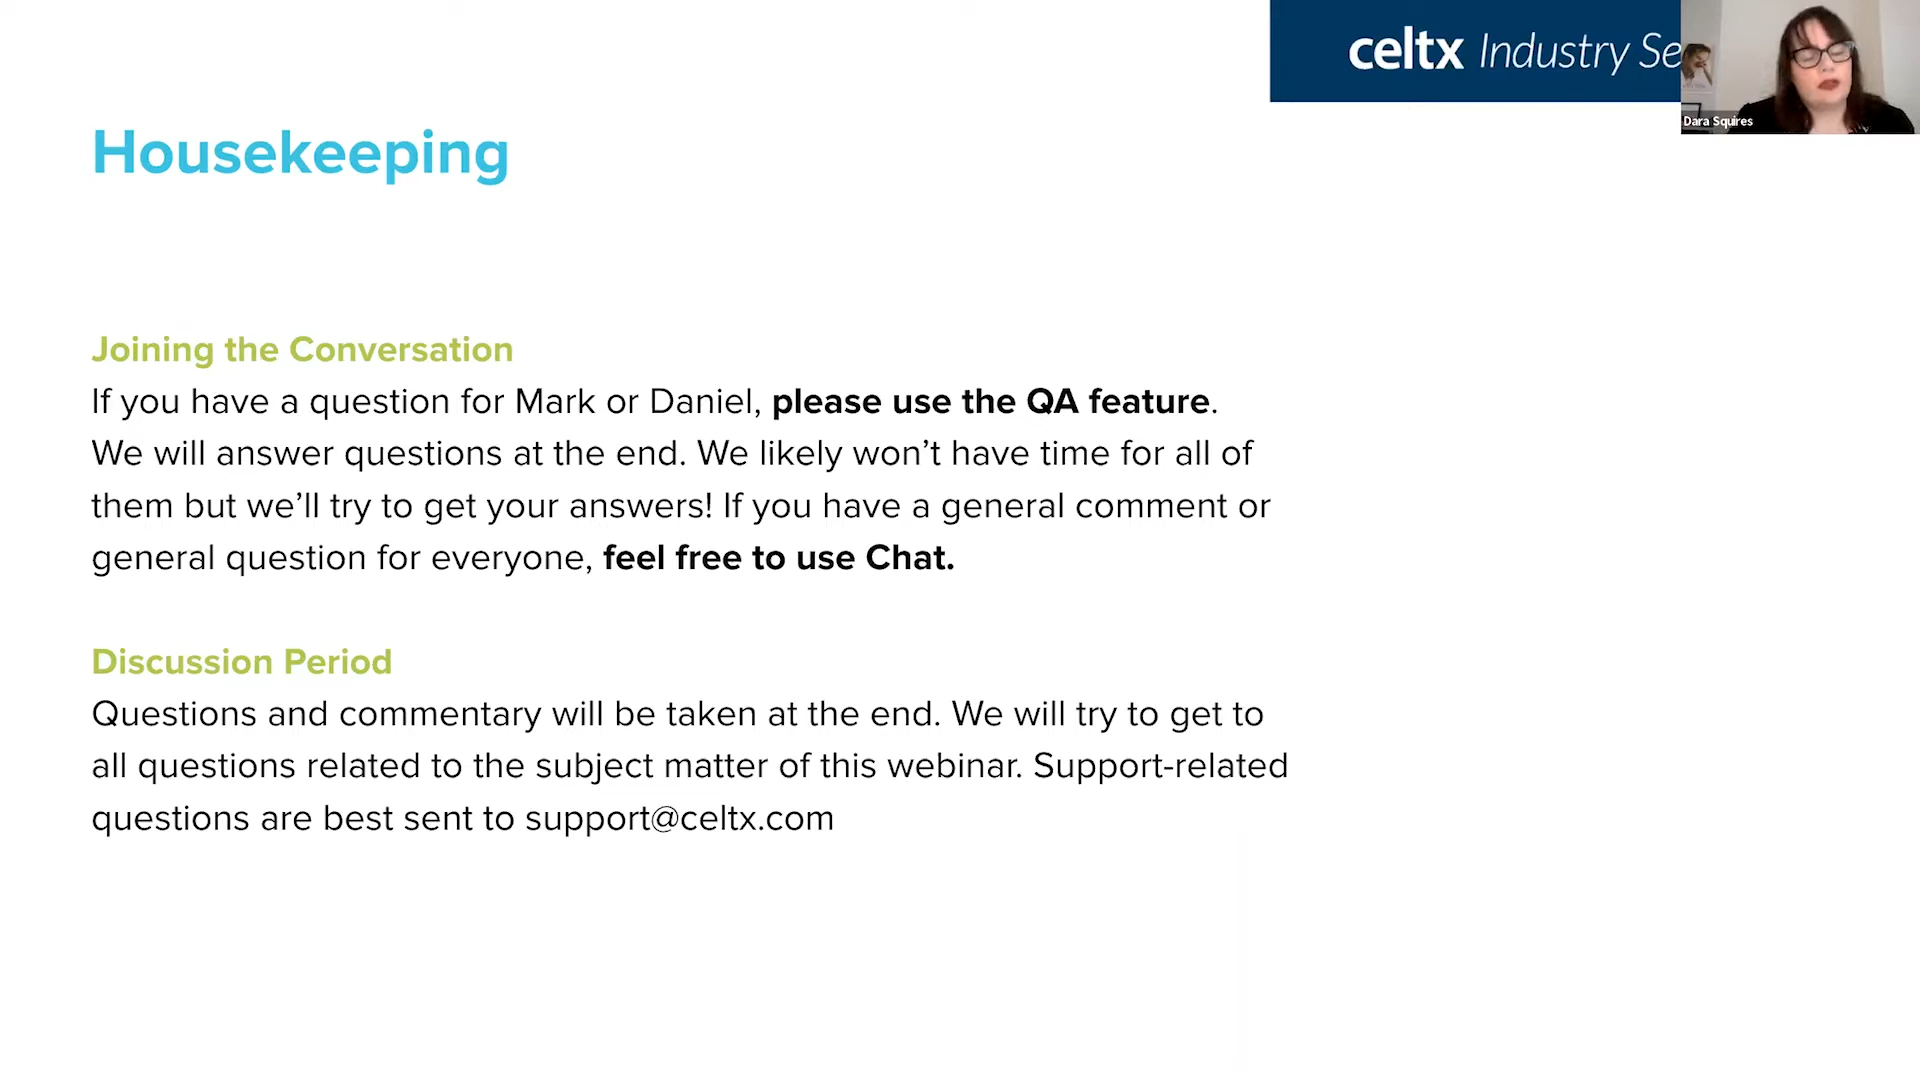 celtx Industry Se
Dara Squires
Housekeeping
Joining the Conversation
If you have a question for Mark or Daniel, please use the QA feature.
We will answer questions at the end. We likely won’t have time for all of
them but we’ll try to get your answers! If you have a general comment or
general question for everyone, feel free to use Chat.
Discussion Period
Questions and commentary will be taken at the end. We will try to get to
all questions related to the subject matter of this webinar. Support-related
questions are best sent to support@celtx.com